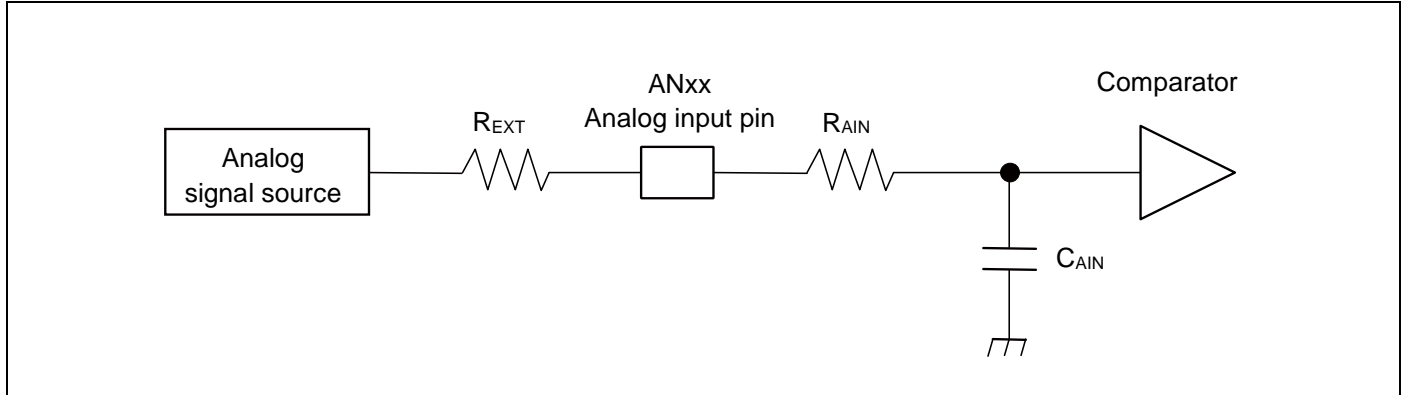 Analog
signal source
REXT
ANxx
Analog input pin
RAIN
Comparator
CAIN